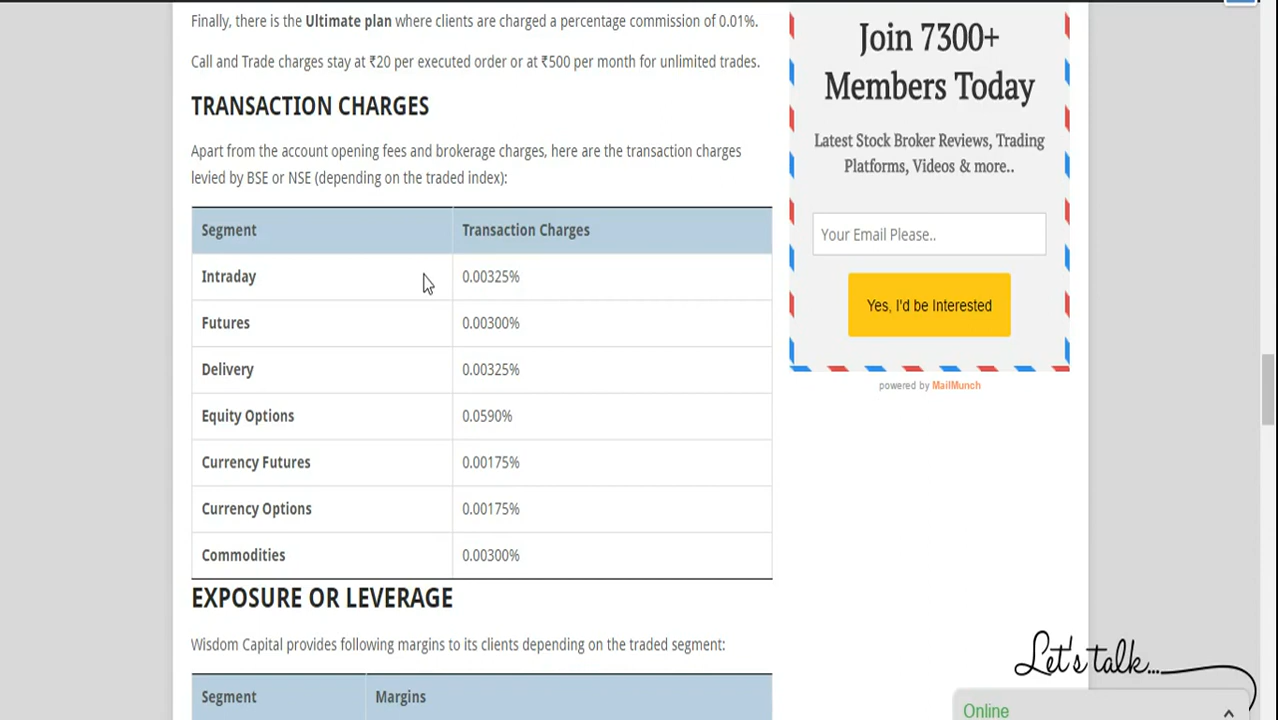 Finally, there is the Ultimate plan where clients are charged a percentage commission of 0.01%.
Call and Trade charges stay at ₹20 per executed order or at ₹500 per month for unlimited trades.
TRANSACTION CHARGES
Apart from the account opening fees and brokerage charges, here are the transaction charges
levied by BSE or NSE (depending on the traded index):
Segment Transaction Charges
Intraday 0.00325%
Futures 0.00300%
Delivery 0.00325%
Equity Options 0.0590%
Currency Futures 0.00175%
Currency Options 0.00175%
Commodities 0.00300%
EXPOSURE OR LEVERAGE
Wisdom Capital provides following margins to its clients depending on the traded segment:
Segment Margins
Join 7300+
Members Today
Latest Stock Broker Reviews, Trading
Platforms, Videos & more..
Your Email Please..
Yes, I'd be Interested
powered by MailMunch
Let's talk...
Online